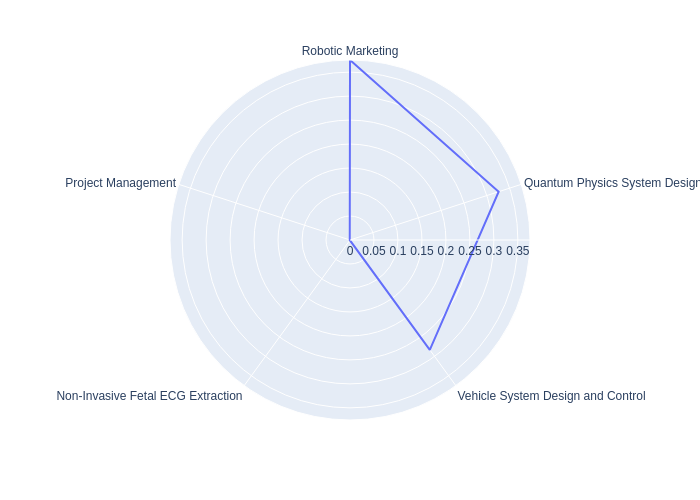 Robotic Marketing
Project Management
Quantum Physics System Design
0 0.05 0.1 0.15 0.2 0.25 0.3 0.35
Non-Invasive Fetal ECG Extraction
Vehicle System Design and Control